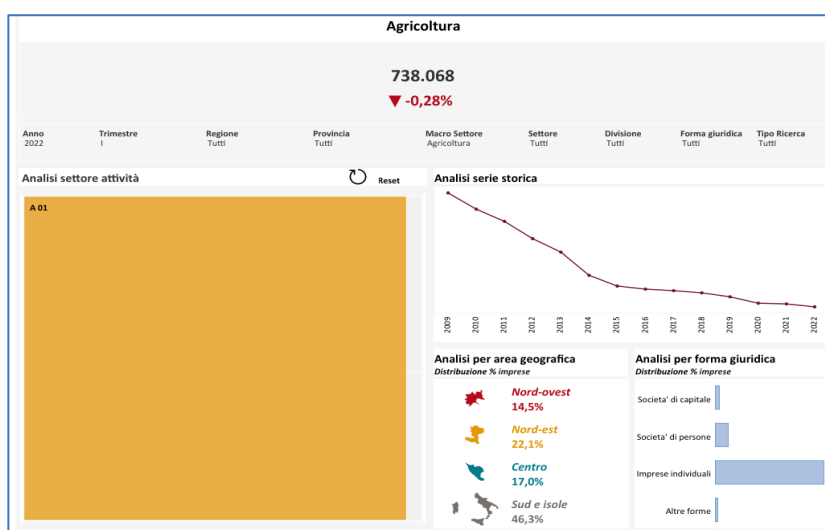 Agricoltura
738.068
▼ -0,28%
Anno Trimestre Regione Provincia Macro Settore Settore Divisione Forma giuridica Tipo Ricerca
2022 I Tutti Tutti Agricoltura Tutti Tutti Tutti Tutti
Analisi settore attività Reset
A 01
Analisi serie storica
2009 2010 2011 2012 2013 2014 2015 2016 2017 2018 2019 2020 2021 2022
Analisi per area geografica
Distribuzione % imprese
Nord-ovest
14,5%
Nord-est
22,1%
Centro
17,0%
Sud e isole
46,3%
Analisi per forma giuridica
Distribuzione % imprese
Societa' di capitale
Societa' di persone
Imprese individuali
Altre forme